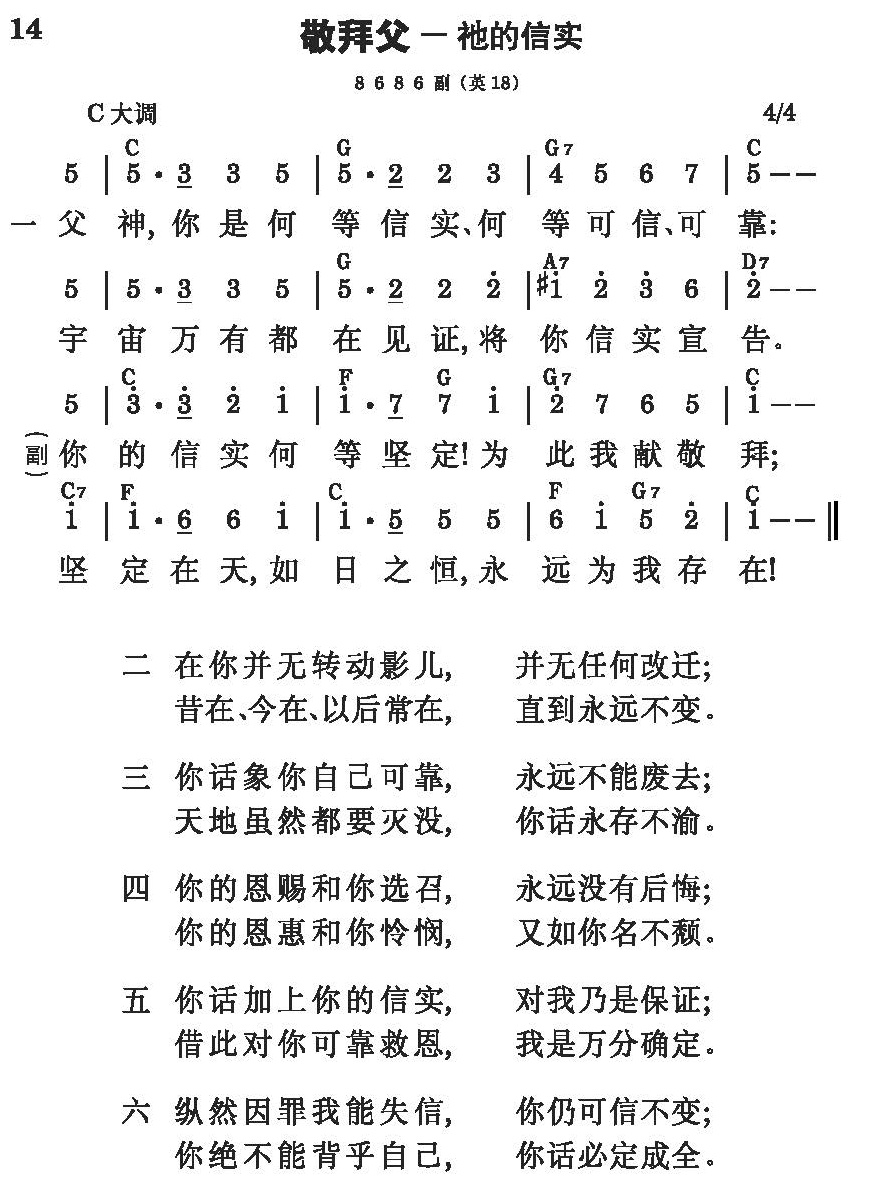 14
敬拜父－祂的信实
8 6 8 6 副（英18）
C大调 4/4
C G G7 C
5 | 5 · 3 3 5 | 5 · 2 2 3 | 4 5 6 7 | 5 - -
一 父 神, 你 是 何 等 信 实、何 等 可 信、可 靠:
G A7 D7
5 | 5 · 3 3 5 | 5 · 2 2 2̇ | #1̇ 2̇ 3̇ 6 | 2̇ - -
宇 宙 万 有 都 在 见 证, 将 你 信 实 宣 告。
C F G G7 C
5 | 3̇ · 3̇ 2̇ 1̇ | 1̇ · 7 7 1̇ | 2̇ 7 6 5 | 1̇ - -
(副) 你 的 信 实 何 等 坚 定! 为 此 我 献 敬 拜;
C7 F C F G7 C
1̇ | 1̇ · 6 6 1̇ | 1̇ · 5 5 5 | 6 1̇ 5 2̇ | 1̇ - - ‖
坚 定 在 天, 如 日 之 恒, 永 远 为 我 存 在!
二 在你并无转动影儿, 并无任何改迁;
昔在、今在、以后常在, 直到永远不变。
三 你话象你自己可靠, 永远不能废去;
天地虽然都要灭没, 你话永存不渝。
四 你的恩赐和你选召, 永远没有后悔;
你的恩惠和你怜悯, 又如你名不颓。
五 你话加上你的信实, 对我乃是保证;
借此对你可靠救恩, 我是万分确定。
六 纵然因罪我能失信, 你仍可信不变;
你绝不能背乎自己, 你话必定成全。